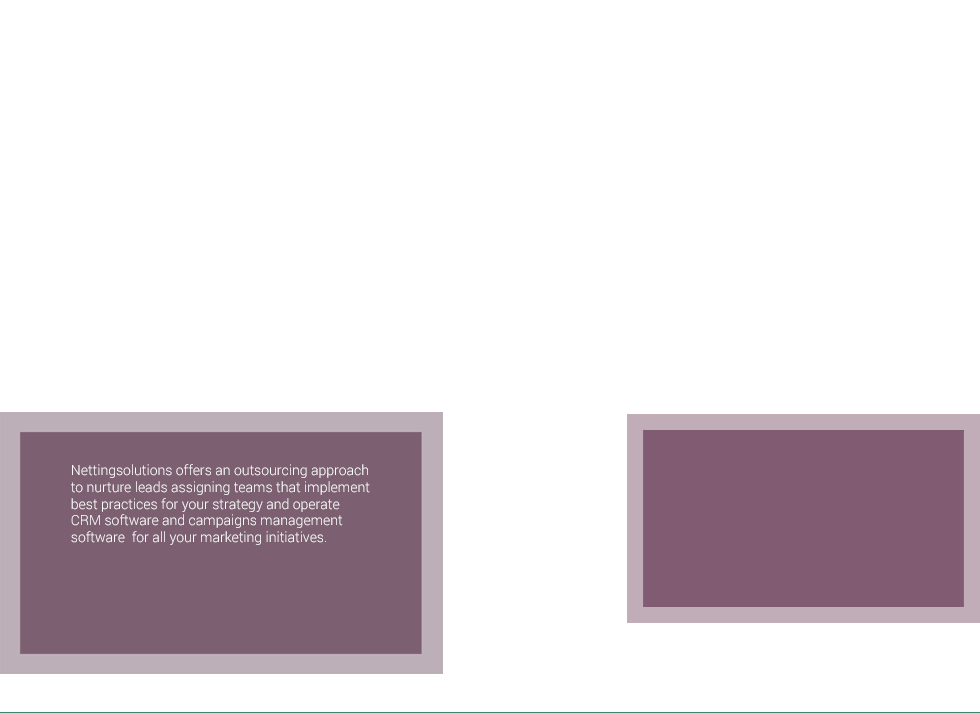 Nettingsolutions offers an outsourcing approach
to nurture leads assigning teams that implement
best practices for your strategy and operate
CRM software and campaigns management
software  for all your marketing initiatives.